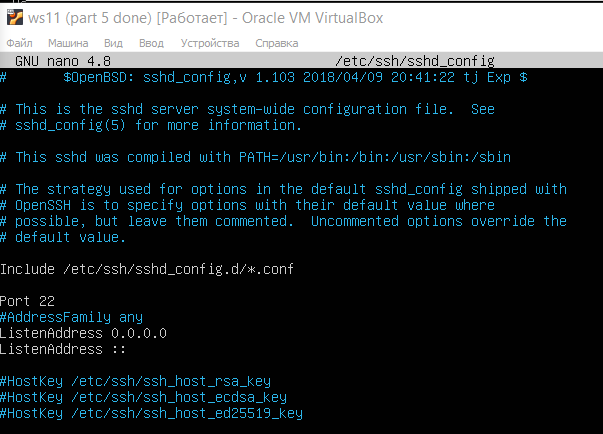 ws11 (part 5 done) [Работает] - Oracle VM VirtualBox
Файл Машина Вид Ввод Устройства Справка
GNU nano 4.8 /etc/ssh/sshd_config
# $OpenBSD: sshd_config,v 1.103 2018/04/09 20:41:22 tj Exp $
# This is the sshd server system-wide configuration file. See
# sshd_config(5) for more information.
# This sshd was compiled with PATH=/usr/bin:/bin:/usr/sbin:/sbin
# The strategy used for options in the default sshd_config shipped with
# OpenSSH is to specify options with their default value where
# possible, but leave them commented. Uncommented options override the
# default value.
Include /etc/ssh/sshd_config.d/*.conf
Port 22
#AddressFamily any
ListenAddress 0.0.0.0
ListenAddress ::
#HostKey /etc/ssh/ssh_host_rsa_key
#HostKey /etc/ssh/ssh_host_ecdsa_key
#HostKey /etc/ssh/ssh_host_ed25519_key